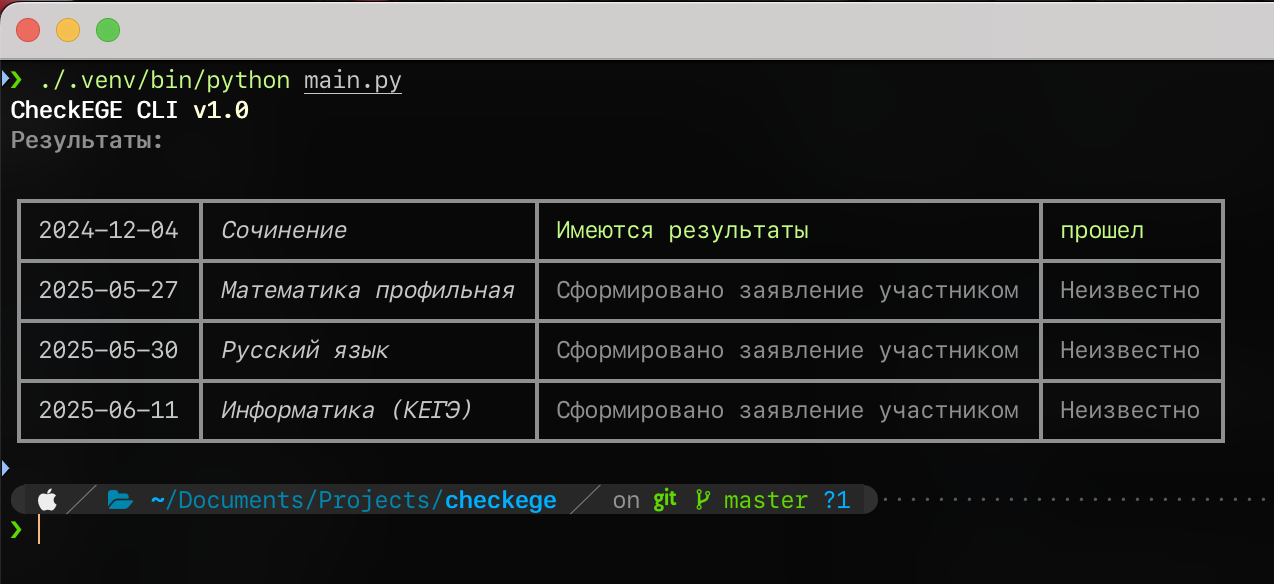 ❯ ./.venv/bin/python main.py
CheckEGE CLI v1.0
Результаты:
2024-12-04 Сочинение Имеются результаты прошел
2025-05-27 Математика профильная Сформировано заявление участником Неизвестно
2025-05-30 Русский язык Сформировано заявление участником Неизвестно
2025-06-11 Информатика (КЕГЭ) Сформировано заявление участником Неизвестно
~/Documents/Projects/checkege on git master ?1
❯